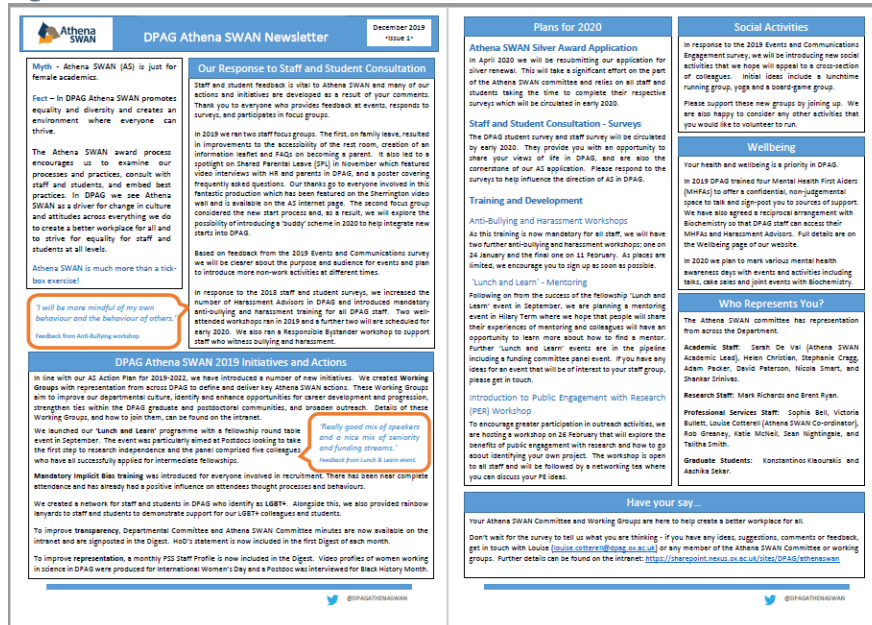 Athena
SWAN
DPAG Athena SWAN Newsletter
December 2019
•Issue 1•
Myth - Athena SWAN (AS) is just for
female academics.
Fact – In DPAG Athena SWAN promotes
equality and diversity and creates an
environment where everyone can
thrive.
The Athena SWAN award process
encourages us to examine our
processes and practices, consult with
staff and students, and embed best
practices. In DPAG we see Athena
SWAN as a driver for change in culture
and attitudes across everything we do
to create a better workplace for all and
to strive for equality for staff and
students at all levels.
Athena SWAN is much more than a tick-
box exercise!
'I will be more mindful of my own
behaviour and the behaviour of others.'
Feedback from Anti-Bullying workshop
Our Response to Staff and Student Consultation
Staff and student feedback is vital to Athena SWAN and many of our
actions and initiatives are developed as a result of your comments.
Thank you to everyone who provides feedback at events, responds to
surveys, and participates in focus groups.
In 2019 we ran two staff focus groups. The first, on family leave, resulted
in improvements to the accessibility of the rest room, creation of an
information leaflet and FAQs on becoming a parent. It also led to a
spotlight on Shared Parental Leave (SPL) in November which featured
video interviews with HR and parents in DPAG, and a poster covering
frequently asked questions. Our thanks go to everyone involved in this
fantastic production which has been featured on the Sherrington video
wall and is available on the AS internet page. The second focus group
considered the new start process and, as a result, we will explore the
possibility of introducing a 'buddy' scheme in 2020 to help integrate new
starts into DPAG.
Based on feedback from the 2019 Events and Communications survey
we will be clearer about the purpose and audience for events and plan
to introduce more non-work activities at different times.
In response to the 2018 staff and student surveys, we increased the
number of Harassment Advisors in DPAG and introduced mandatory
anti-bullying and harassment training for all DPAG staff. Two well-
attended workshops ran in 2019 and a further two will are scheduled for
early 2020. We also ran a Responsible Bystander workshop to support
staff who witness bullying and harassment.
DPAG Athena SWAN 2019 Initiatives and Actions
In line with our AS Action Plan for 2019-2022, we have introduced a number of new initiatives. We created Working
Groups with representation from across DPAG to define and deliver key Athena SWAN actions. These Working Groups
aim to improve our departmental culture, identify and enhance opportunities for career development and progression,
strengthen ties within the DPAG graduate and postdoctoral communities, and broaden outreach. Details of these
Working Groups, and how to join them, can be found on the intranet.
We launched our 'Lunch and Learn' programme with a fellowship round table
event in September. The event was particularly aimed at Postdocs looking to take
the first step to research independence and the panel comprised five colleagues
who have all successfully applied for intermediate fellowships.
'Really good mix of speakers
and a nice mix of seniority
and funding streams.'
Feedback from Lunch & Learn event.
Mandatory Implicit Bias training was introduced for everyone involved in recruitment. There has been near complete
attendance and has already had a positive influence on attendees thought processes and behaviours.
We created a network for staff and students in DPAG who identify as LGBT+. Alongside this, we also provided rainbow
lanyards to staff and students to demonstrate support for our LGBT+ colleagues and students.
To improve transparency, Departmental Committee and Athena SWAN Committee minutes are now available on the
intranet and are signposted in the Digest. HoD's statement is now included in the first Digest of each month.
To improve representation, a monthly PSS Staff Profile is now included in the Digest. Video profiles of women working
in science in DPAG were produced for International Women's Day and a Postdoc was interviewed for Black History Month.
@DPAGATHENASWAN
Plans for 2020
Athena SWAN Silver Award Application
In April 2020 we will be resubmitting our application for
silver renewal. This will take a significant effort on the part
of the Athena SWAN committee and relies on all staff and
students taking the time to complete their respective
surveys which will be circulated in early 2020.
Staff and Student Consultation - Surveys
The DPAG student survey and staff survey will be circulated
by early 2020. They provide you with an opportunity to
share your views of life in DPAG, and are also the
cornerstone of our AS application. Please respond to the
surveys to help influence the direction of AS in DPAG.
Training and Development
Anti-Bullying and Harassment Workshops
As this training is now mandatory for all staff, we will have
two further anti-bullying and harassment workshops; one on
24 January and the final one on 11 February. As places are
limited, we encourage you to sign up as soon as possible.
'Lunch and Learn' - Mentoring
Following on from the success of the fellowship 'Lunch and
Learn' event in September, we are planning a mentoring
event in Hilary Term where we hope that people will share
their experiences of mentoring and colleagues will have an
opportunity to learn more about how to find a mentor.
Further 'Lunch and Learn' events are in the pipeline
including a funding committee panel event. If you have any
ideas for an event that will be of interest to your staff group,
please get in touch.
Introduction to Public Engagement with Research
(PER) Workshop
To encourage greater participation in outreach activities, we
are hosting a workshop on 26 February that will explore the
benefits of public engagement with research and how to go
about identifying your own project. The workshop is open
to all staff and will be followed by a networking tea where
you can discuss your PE ideas.
Social Activities
In response to the 2019 Events and Communications
Engagement survey, we will be introducing new social
activities that we hope will appeal to a cross-section
of colleagues. Initial ideas include a lunchtime
running group, yoga and a board-game group.
Please support these new groups by joining up. We
are also happy to consider any other activities that
you would like to volunteer to run.
Wellbeing
Your health and wellbeing is a priority in DPAG.
In 2019 DPAG trained four Mental Health First Aiders
(MHFAs) to offer a confidential, non-judgemental
space to talk and sign-post you to sources of support.
We have also agreed a reciprocal arrangement with
Biochemistry so that DPAG staff can access their
MHFAs and Harassment Advisors. Full details are on
the Wellbeing page of our website.
In 2020 we plan to mark various mental health
awareness days with events and activities including
talks, cake sales and joint events with Biochemistry.
Who Represents You?
The Athena SWAN committee has representation
from across the Department.
Academic Staff: Sarah De Val (Athena SWAN
Academic Lead), Helen Christian, Stephanie Cragg,
Adam Packer, David Paterson, Nicola Smart, and
Shankar Srinivas.
Research Staff: Mark Richards and Brent Ryan.
Professional Services Staff: Sophia Bell, Victoria
Bullett, Louise Cotterell (Athena SWAN Co-ordinator),
Rob Greaney, Katie McNeil, Sean Nightingale, and
Talitha Smith.
Graduate Students: Konstantinos Klaourakis and
Aashika Sekar.
Have your say...
Your Athena SWAN Committee and Working Groups are here to help create a better workplace for all.
Don't wait for the survey to tell us what you are thinking - if you have any ideas, suggestions, comments or feedback,
get in touch with Louise (louise.cotterell@dpag.ox.ac.uk) or any member of the Athena SWAN Committee or working
groups. Further details can be found on the intranet: https://sharepoint.nexus.ox.ac.uk/sites/DPAG/athenaswan
@DPAGATHENASWAN